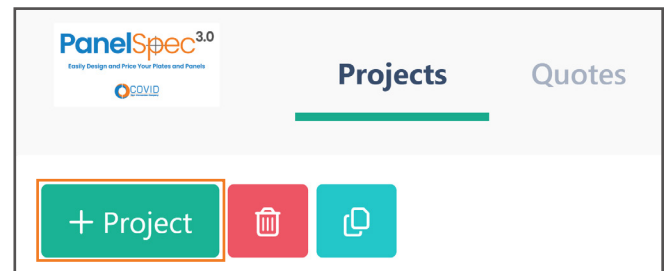 PanelSpec3.0
Easily Design and Price Your Plates and Panels
COVID
Projects
Quotes
+ Project